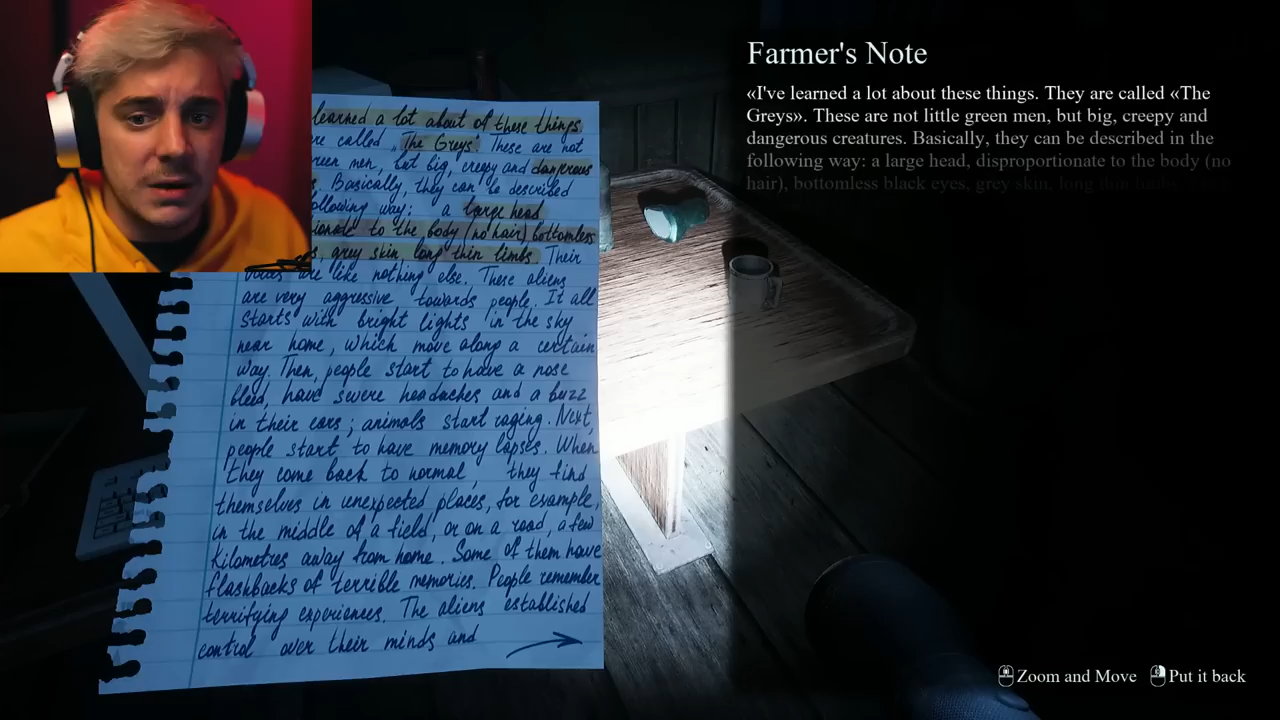 Farmer's Note
«I've learned a lot about these things. They are called «The
Greys». These are not little green men, but big, creepy and
dangerous creatures. Basically, they can be described in the
following way: a large head, disproportionate to the body (no
hair), bottomless black eyes, grey skin, long thin limbs.
learned a lot about of these things
are called „The Greys. These are not
men, but big, creepy and dangerous
Basically, they can be described
following way: a large head
to the body (no hair), bottomless
grey skin, long thin limbs Their
are like nothing else. These aliens
are very aggressive towards people. It all
starts with bright lights in the sky
near home, which move along a certain
way. Then, people start to have a nose
bleed, have swere headaches and a buzz
in their ears; animals start raging. Next,
people start to have memory lapses. When
they come back to normal, they find
themselves in unexpected places, for example,
in the middle of a field, or on a road, a few
kilometres away from home. Some of them have
flashbacks of terrible memories. People remember
terrifying experiences. The aliens established
control over their minds and
Zoom and Move Put it back